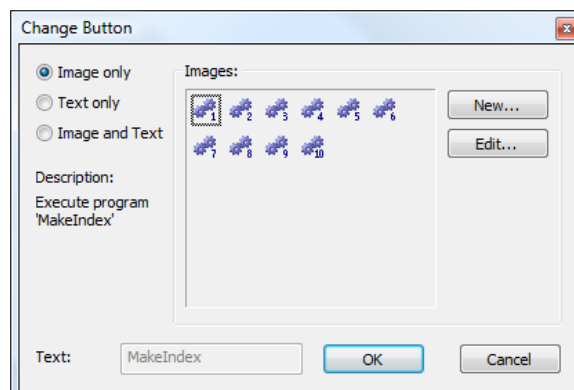 Change Button
Image only
Text only
Image and Text
Description:
Execute program
'MakeIndex'
Images:
1 2 3 4 5 6
7 8 9 10
New...
Edit...
Text: MakeIndex
OK
Cancel